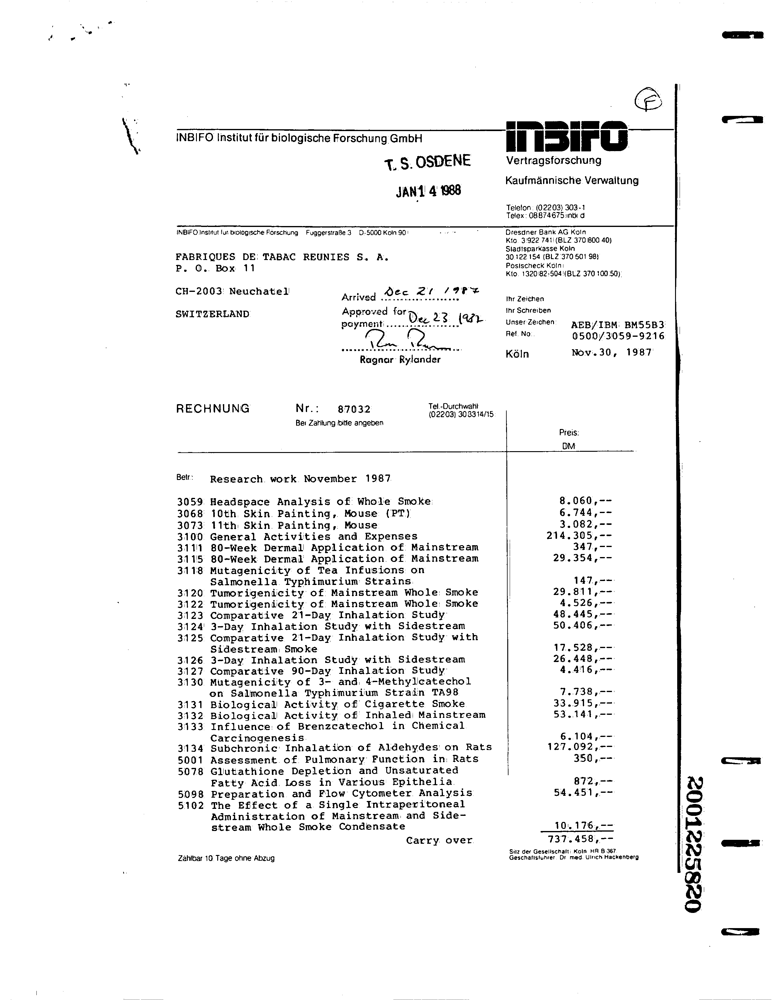 F
INBIFO Institut für biologische Forschung GmbH
INBIFO
T. S. OSDENE
JAN 14 1988
Vertragsforschung
Kaufmännische Verwaltung
Telefon (02203) 303-1
Telex: 08874675 inbi d
INBIFO Institut für biologische Forschung Fuggerstraße 3 D-5000 Köln 90
Dresdner Bank AG Köln
Kto 3 922 741 (BLZ 370 800 40)
Stadtsparkasse Köln
30 122 154 (BLZ 370 501 98)
Postscheck Köln
Kto. 1320 82-504 (BLZ 370 100 50)
FABRIQUES DE TABAC REUNIES S. A.
P. O. Box 11
CH-2003 Neuchatel
SWITZERLAND
Arrived Dec 21 1987
Approved for
payment Dec 23 1987
Ragnar Rylander
Ihr Zeichen
Ihr Schreiben
Unser Zeichen AEB/IBM BM55B3
Ref. No. 0500/3059-9216
Köln Nov.30, 1987
RECHNUNG Nr.: 87032
Bei Zahlung bitte angeben
Tel.-Durchwahl
(02203) 303314/15
Preis:
DM
Betr: Research work November 1987
3059 Headspace Analysis of Whole Smoke 8.060,--
3068 10th Skin Painting, Mouse (PT) 6.744,--
3073 11th Skin Painting, Mouse 3.082,--
3100 General Activities and Expenses 214.305,--
3111 80-Week Dermal Application of Mainstream 347,--
3115 80-Week Dermal Application of Mainstream 29.354,--
3118 Mutagenicity of Tea Infusions on
Salmonella Typhimurium Strains 147,--
3120 Tumorigenicity of Mainstream Whole Smoke 29.811,--
3122 Tumorigenicity of Mainstream Whole Smoke 4.526,--
3123 Comparative 21-Day Inhalation Study 48.445,--
3124 3-Day Inhalation Study with Sidestream 50.406,--
3125 Comparative 21-Day Inhalation Study with
Sidestream Smoke 17.528,--
3126 3-Day Inhalation Study with Sidestream 26.448,--
3127 Comparative 90-Day Inhalation Study 4.416,--
3130 Mutagenicity of 3- and 4-Methylcatechol
on Salmonella Typhimurium Strain TA98 7.738,--
3131 Biological Activity of Cigarette Smoke 33.915,--
3132 Biological Activity of Inhaled Mainstream 53.141,--
3133 Influence of Brenzcatechol in Chemical
Carcinogenesis 6.104,--
3134 Subchronic Inhalation of Aldehydes on Rats 127.092,--
5001 Assessment of Pulmonary Function in Rats 350,--
5078 Glutathione Depletion and Unsaturated
Fatty Acid Loss in Various Epithelia 872,--
5098 Preparation and Flow Cytometer Analysis 54.451,--
5102 The Effect of a Single Intraperitoneal
Administration of Mainstream and Side-
stream Whole Smoke Condensate 10.176,--
Carry over 737.458,--
Zahlbar 10 Tage ohne Abzug
Sitz der Gesellschaft: Köln HR B 367
Geschäftsführer: Dr. med. Ulrich Hackenberg
2001225820